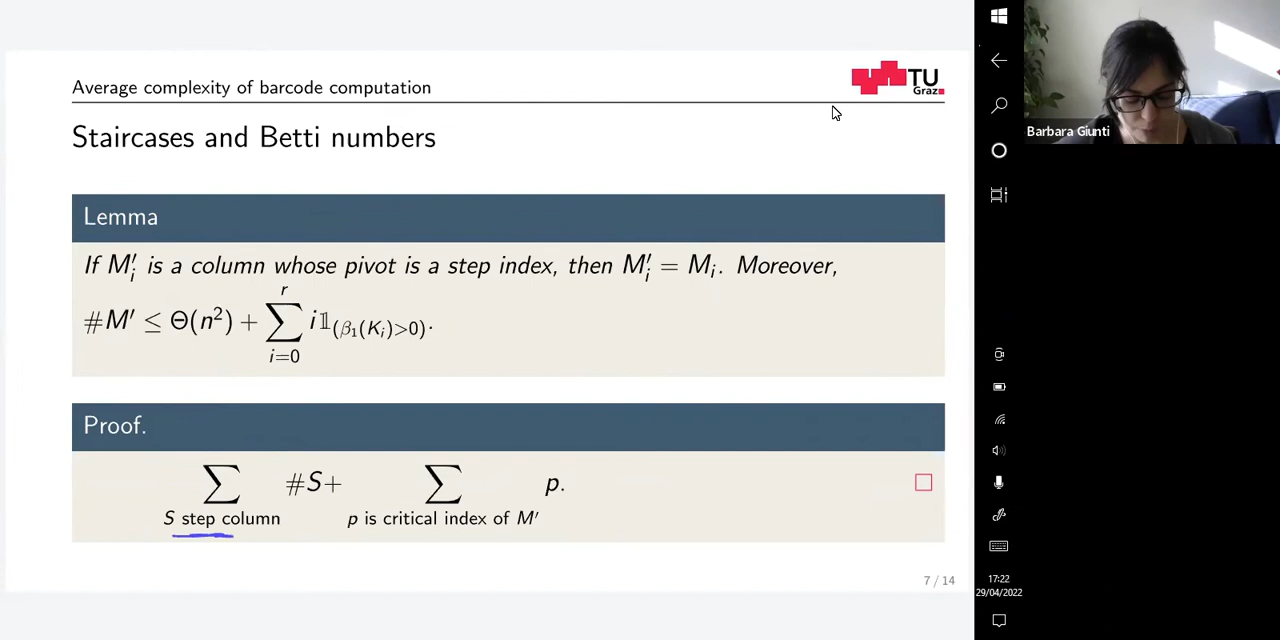 Average complexity of barcode computation
TU
Graz
Staircases and Betti numbers
Lemma
If M′ᵢ is a column whose pivot is a step index, then M′ᵢ = Mᵢ. Moreover,
#M′ ≤ Θ(n²) + ∑_{i=0}^{r} i𝟙_{(β₁(Kᵢ)>0)}.
Proof.
∑_{S step column} #S + ∑_{p is critical index of M′} p. □
7 / 14
Barbara Giunti
17:22
29/04/2022